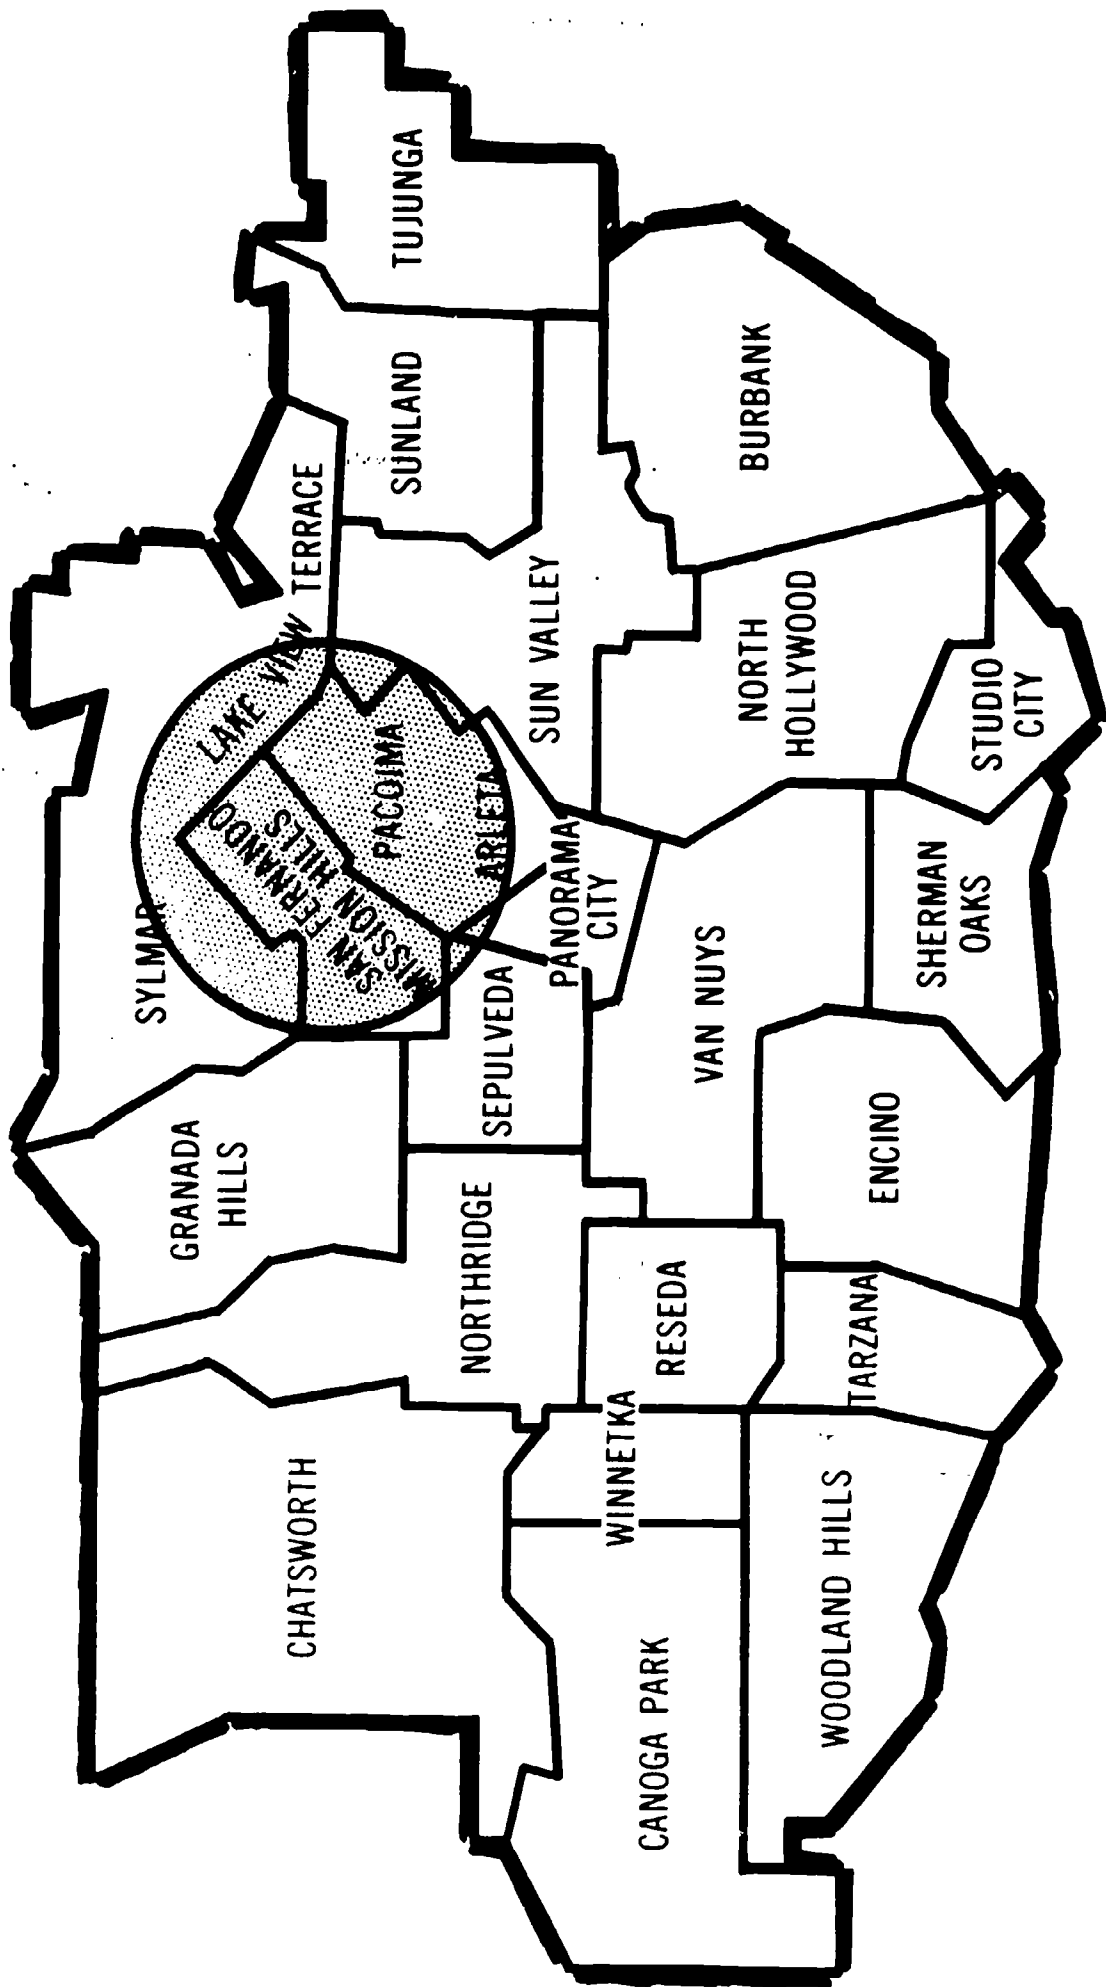 TUJUNGA
SUNLAND
LAKE VIEW TERRACE
SYLMAR
SAN FERNANDO
MISSION HILLS
PACOIMA
ARLETA
SUN VALLEY
BURBANK
GRANADA
HILLS
SEPULVEDA
PANORAMA
CITY
NORTH
HOLLYWOOD
CHATSWORTH
NORTHRIDGE
VAN NUYS
STUDIO
CITY
WINNETKA
RESEDA
ENCINO
SHERMAN
OAKS
CANOGA PARK
WOODLAND HILLS
TARZANA